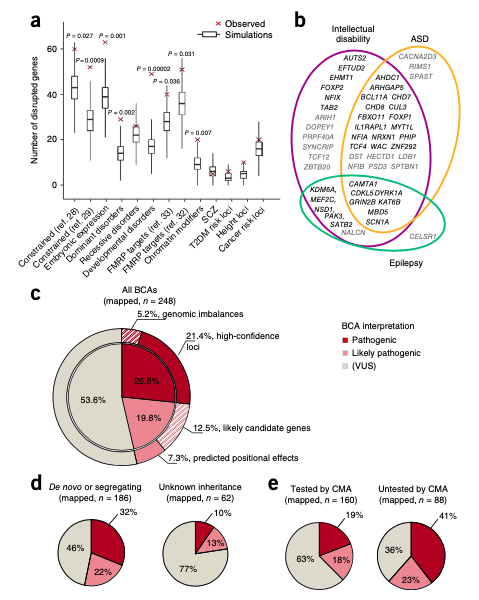 a
Observed
Simulations
Number of disrupted genes
60
40
20
0
P = 0.027
P = 0.0009
P = 0.001
P = 0.002
P = 0.00002
P = 0.036
P = 0.031
P = 0.007
Constrained (ref. 28)
Constrained (ref. 29)
Embryonic expression
Dominant disorders
Recessive disorders
Developmental disorders
FMRP targets (ref. 33)
FMRP targets (ref. 32)
Chromatin modifiers
SCZ
T2DM risk loci
Height loci
Cancer risk loci
b
Intellectual
disability
ASD
AUTS2
EFTUD2
EHMT1
FOXP2
NFIX
TAB2
ARIH1
DOPEY1
PRPF40A
SYNCRIP
TCF12
ZBTB20
CACNA2D3
RIMS1
SPAST
AHDC1
ARHGAP5
BCL11A CHD7
CHD8 CUL3
FBXO11 FOXP1
IL1RAPL1 MYT1L
NFIA NRXN1 PHIP
TCF4 WAC ZNF292
DST HECTD1 LDB1
NFIB PSD3 SPTBN1
KDM6A,
MEF2C,
NSD1,
PAK3,
SATB2
NALCN
CAMTA1
CDKL5 DYRK1A
GRIN2B KAT6B
MBD5
SCN1A
CELSR1
Epilepsy
c
All BCAs
(mapped, n = 248)
5.2%, genomic imbalances
21.4%, high-confidence
loci
26.6%
53.6%
19.8%
12.5%, likely candidate genes
7.3%, predicted positional effects
BCA interpretation
Pathogenic
Likely pathogenic
(VUS)
d
De novo or segregating
(mapped, n = 186)
32%
46%
22%
Unknown inheritance
(mapped, n = 62)
10%
13%
77%
e
Tested by CMA
(mapped, n = 160)
19%
63%
18%
Untested by CMA
(mapped, n = 88)
41%
36%
23%